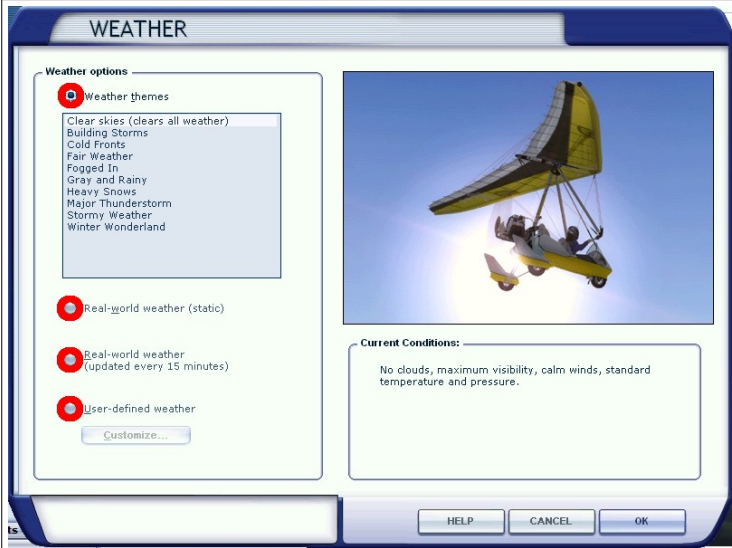 WEATHER
Weather options
Weather themes
Clear skies (clears all weather)
Building Storms
Cold Fronts
Fair Weather
Fogged In
Gray and Rainy
Heavy Snows
Major Thunderstorm
Stormy Weather
Winter Wonderland
Real-world weather (static)
Real-world weather
(updated every 15 minutes)
User-defined weather
Customize...
Current Conditions:
No clouds, maximum visibility, calm winds, standard
temperature and pressure.
ts
HELP CANCEL OK